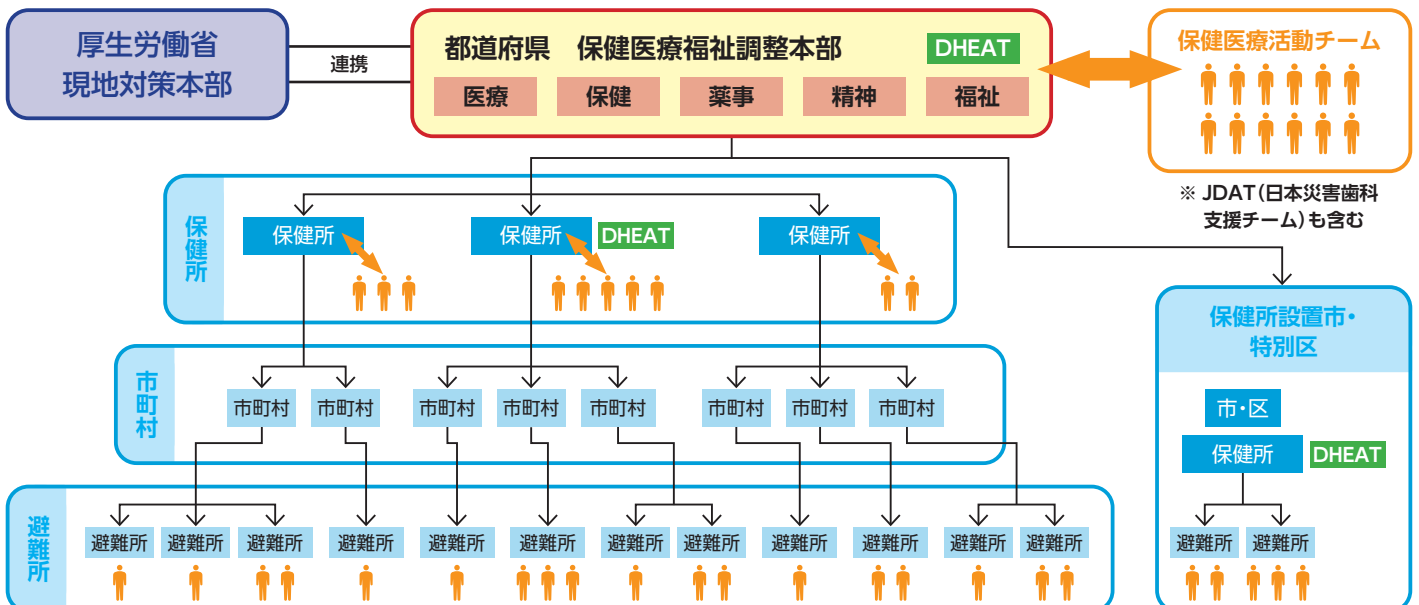 厚生労働省
現地対策本部
連携
都道府県 保健医療福祉調整本部
DHEAT
医療
保健
薬事
精神
福祉
保健医療活動チーム
※ JDAT(日本災害歯科
支援チーム)も含む
保健所
保健所
保健所
DHEAT
保健所
市町村
市町村
市町村
市町村
市町村
市町村
市町村
市町村
市町村
避難所
避難所
避難所
避難所
避難所
避難所
避難所
避難所
避難所
避難所
避難所
避難所
避難所
保健所設置市・
特別区
市・区
保健所
DHEAT
避難所
避難所